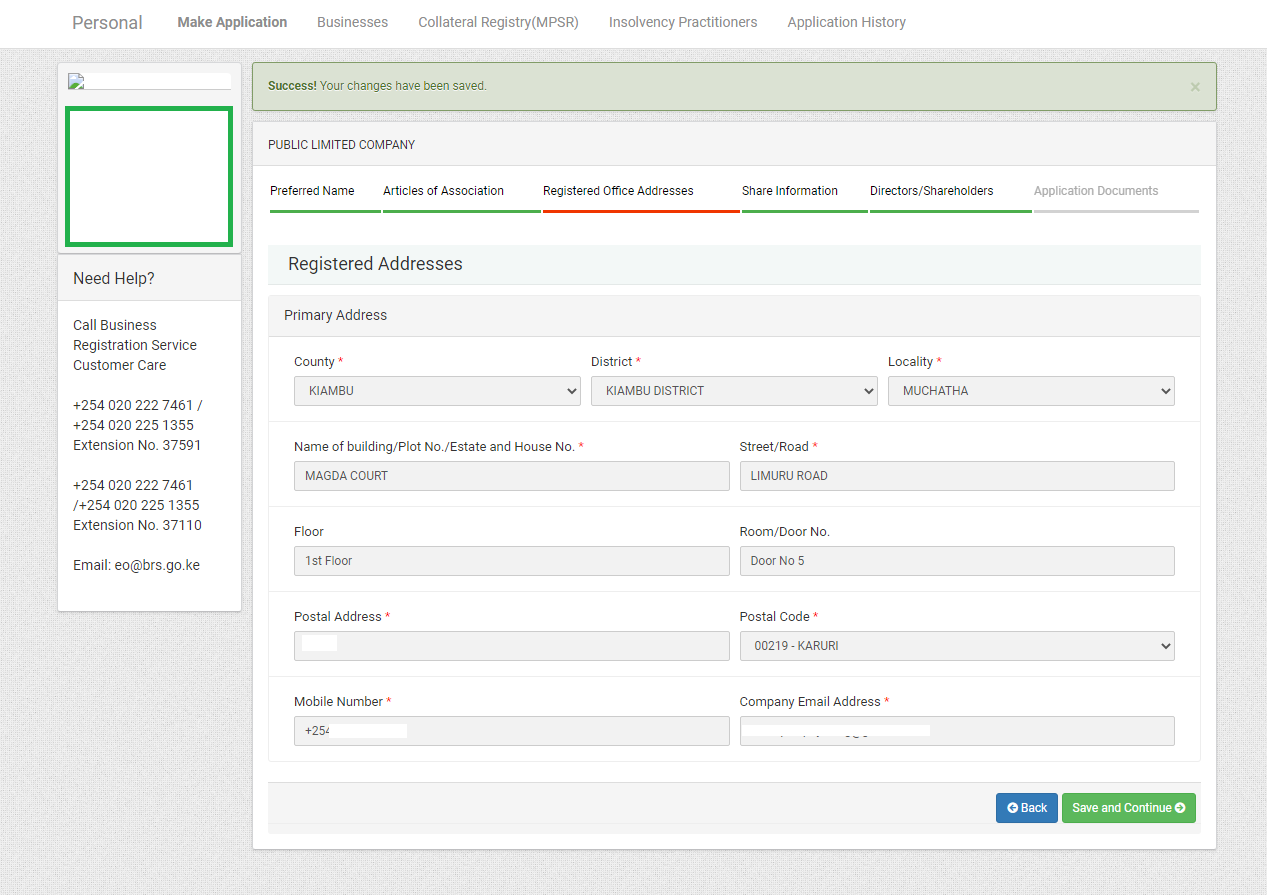 Personal Make Application Businesses Collateral Registry(MPSR) Insolvency Practitioners Application History
Success! Your changes have been saved. ×
PUBLIC LIMITED COMPANY
Preferred Name Articles of Association Registered Office Addresses Share Information Directors/Shareholders Application Documents
Need Help?
Call Business
Registration Service
Customer Care
+254 020 222 7461 /
+254 020 225 1355
Extension No. 37591
+254 020 222 7461
/+254 020 225 1355
Extension No. 37110
Email: eo@brs.go.ke
Registered Addresses
Primary Address
County * District * Locality *
KIAMBU KIAMBU DISTRICT MUCHATHA
Name of building/Plot No./Estate and House No. * Street/Road *
MAGDA COURT LIMURU ROAD
Floor Room/Door No.
1st Floor Door No 5
Postal Address * Postal Code *
00219 - KARURI
Mobile Number * Company Email Address *
+254
Back Save and Continue